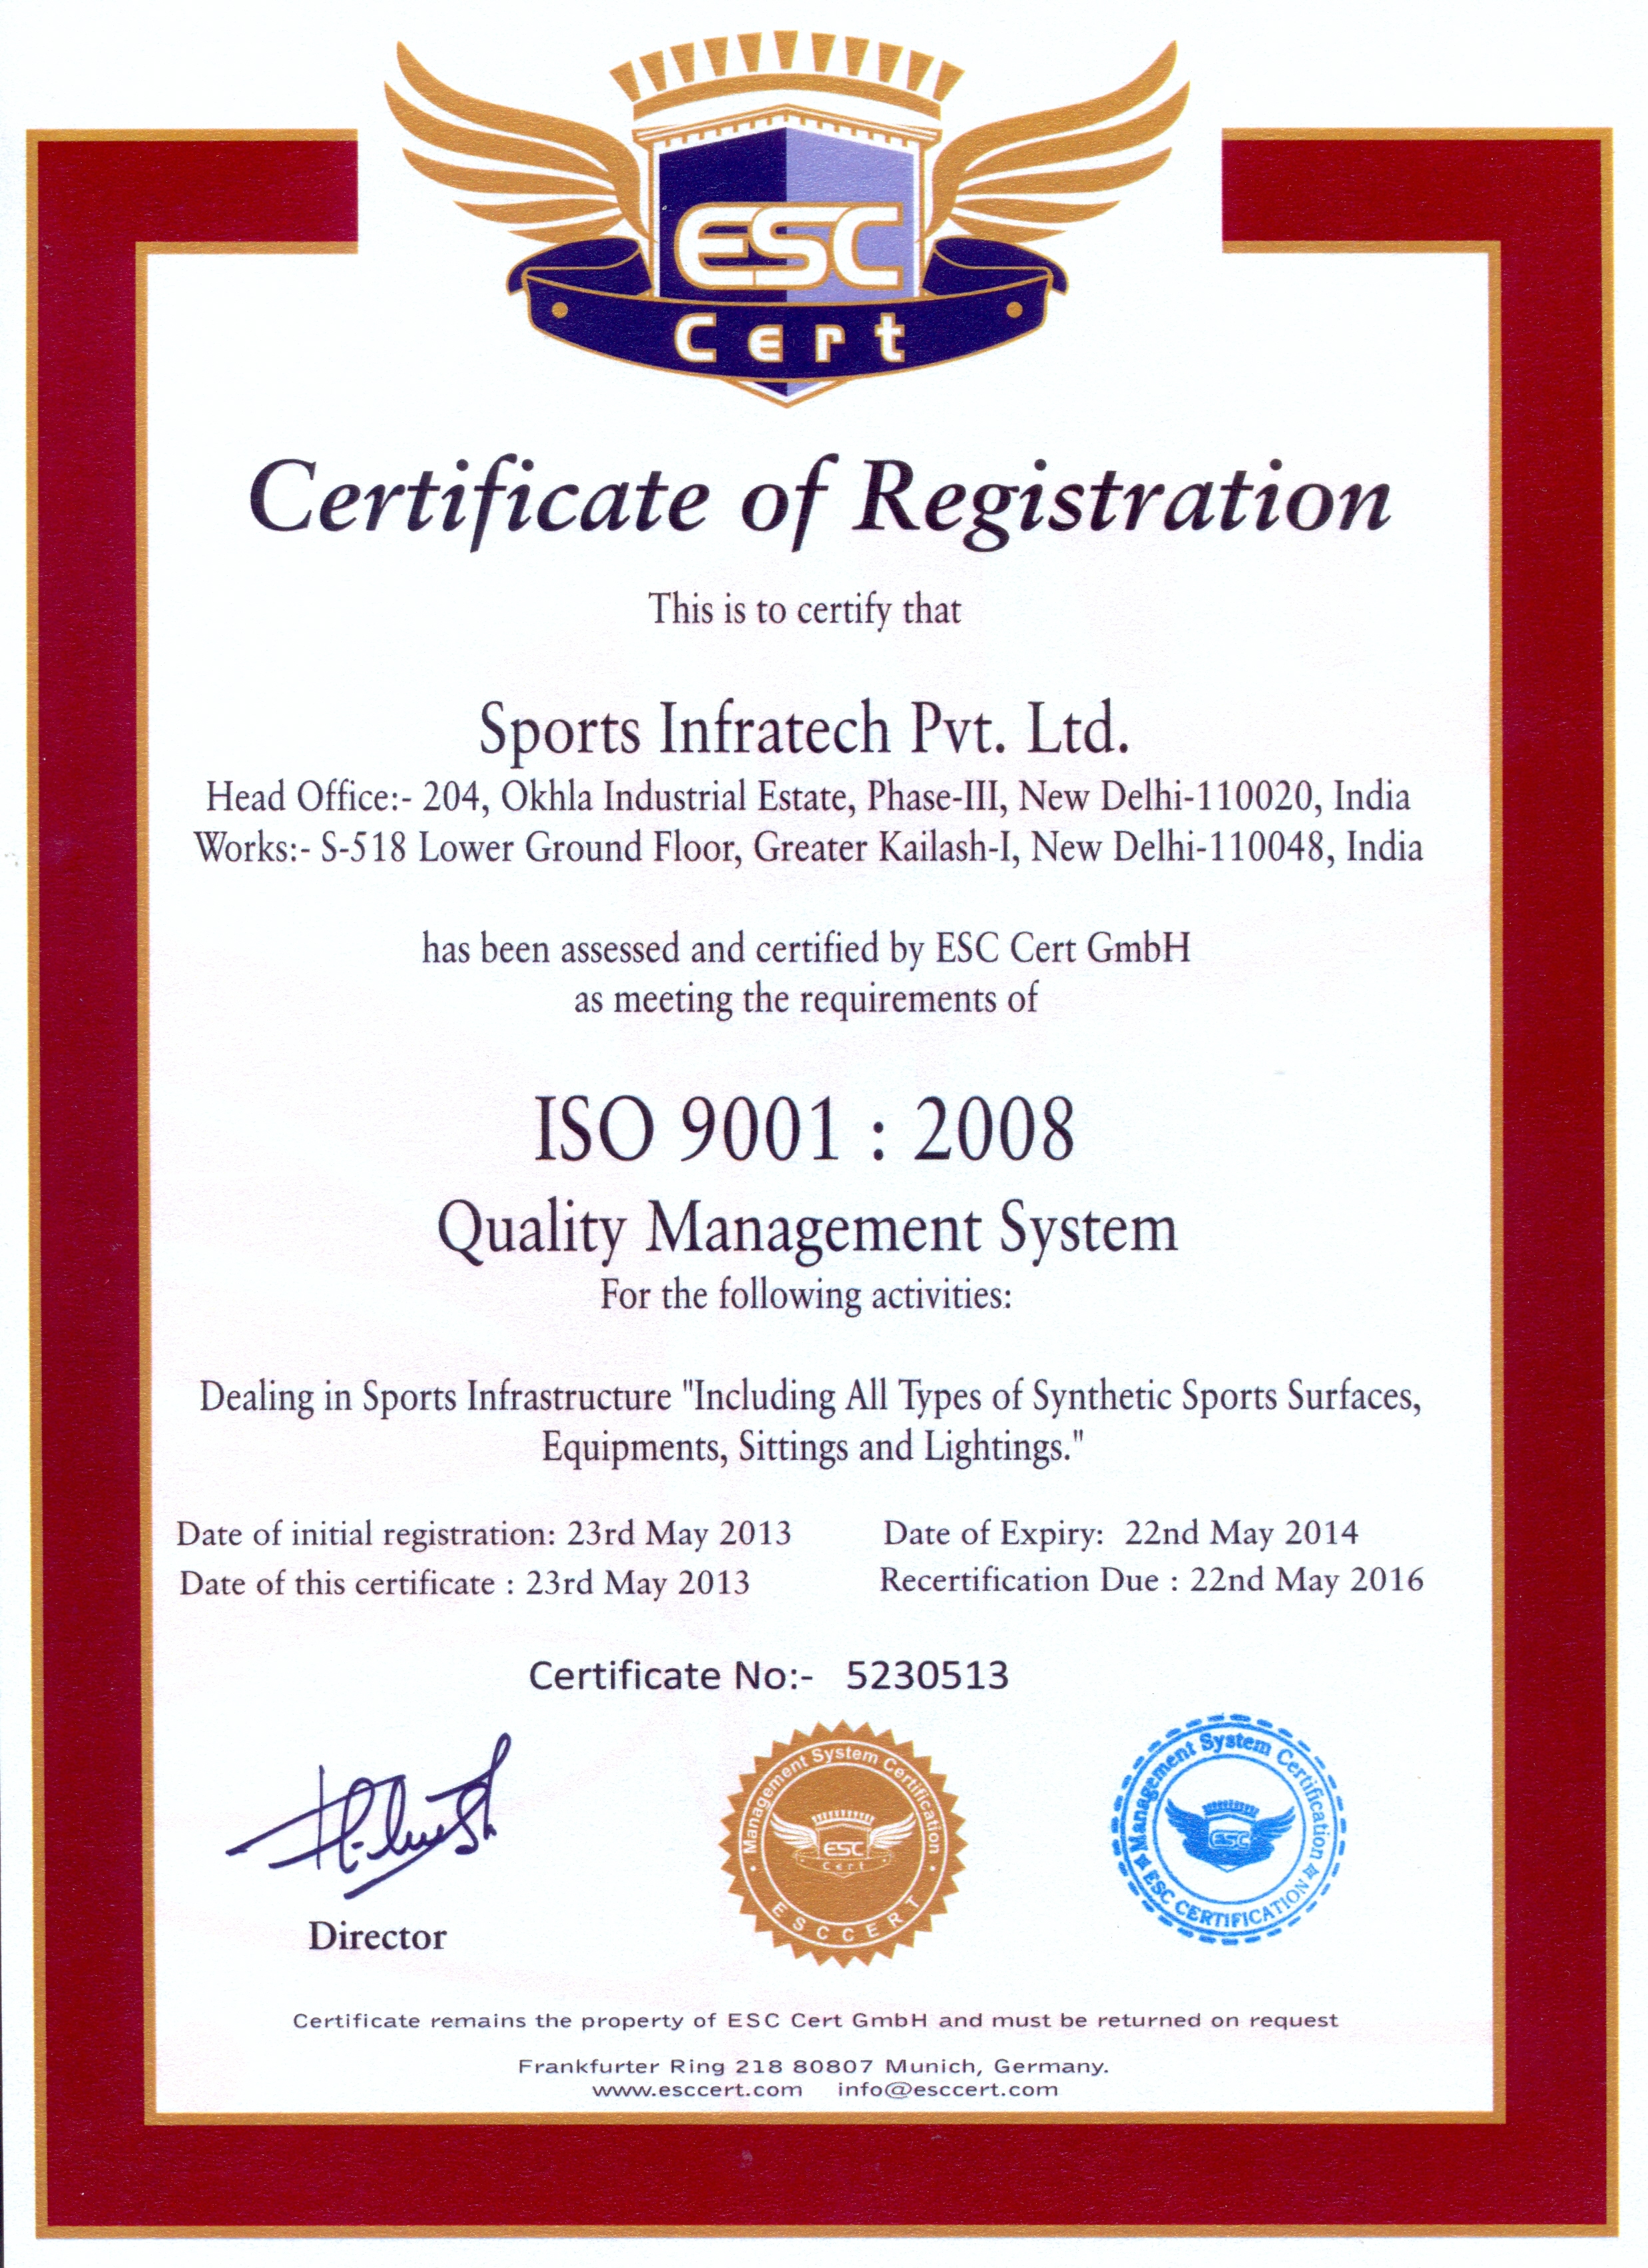 ESC
Cert
Certificate of Registration
This is to certify that
Sports Infratech Pvt. Ltd.
Head Office:- 204, Okhla Industrial Estate, Phase-III, New Delhi-110020, India
Works:- S-518 Lower Ground Floor, Greater Kailash-I, New Delhi-110048, India
has been assessed and certified by ESC Cert GmbH
as meeting the requirements of
ISO 9001 : 2008
Quality Management System
For the following activities:
Dealing in Sports Infrastructure "Including All Types of Synthetic Sports Surfaces,
Equipments, Sittings and Lightings."
Date of initial registration: 23rd May 2013 Date of Expiry: 22nd May 2014
Date of this certificate : 23rd May 2013 Recertification Due : 22nd May 2016
Certificate No:- 5230513
Management System Certification
ESC
Cert
ESCCERT
Management System Certification
ESC
ESC CERTIFICATION
Director
Certificate remains the property of ESC Cert GmbH and must be returned on request
Frankfurter Ring 218 80807 Munich, Germany.
www.esccert.com info@esccert.com